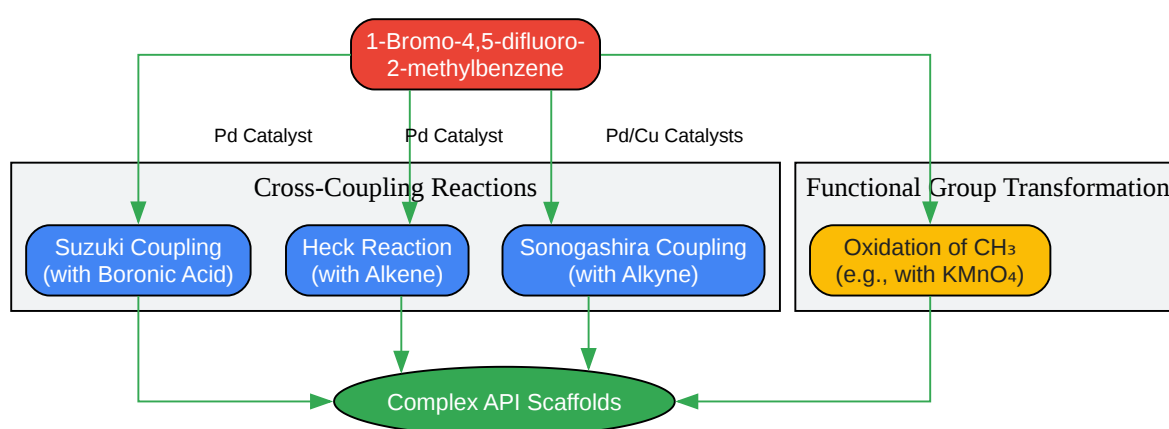 1-Bromo-4,5-difluoro-
2-methylbenzene
Pd Catalyst
Pd Catalyst
Pd/Cu Catalysts
Cross-Coupling Reactions
Functional Group Transformation
Suzuki Coupling
(with Boronic Acid)
Heck Reaction
(with Alkene)
Sonogashira Coupling
(with Alkyne)
Oxidation of CH₃
(e.g., with KMnO₄)
Complex API Scaffolds